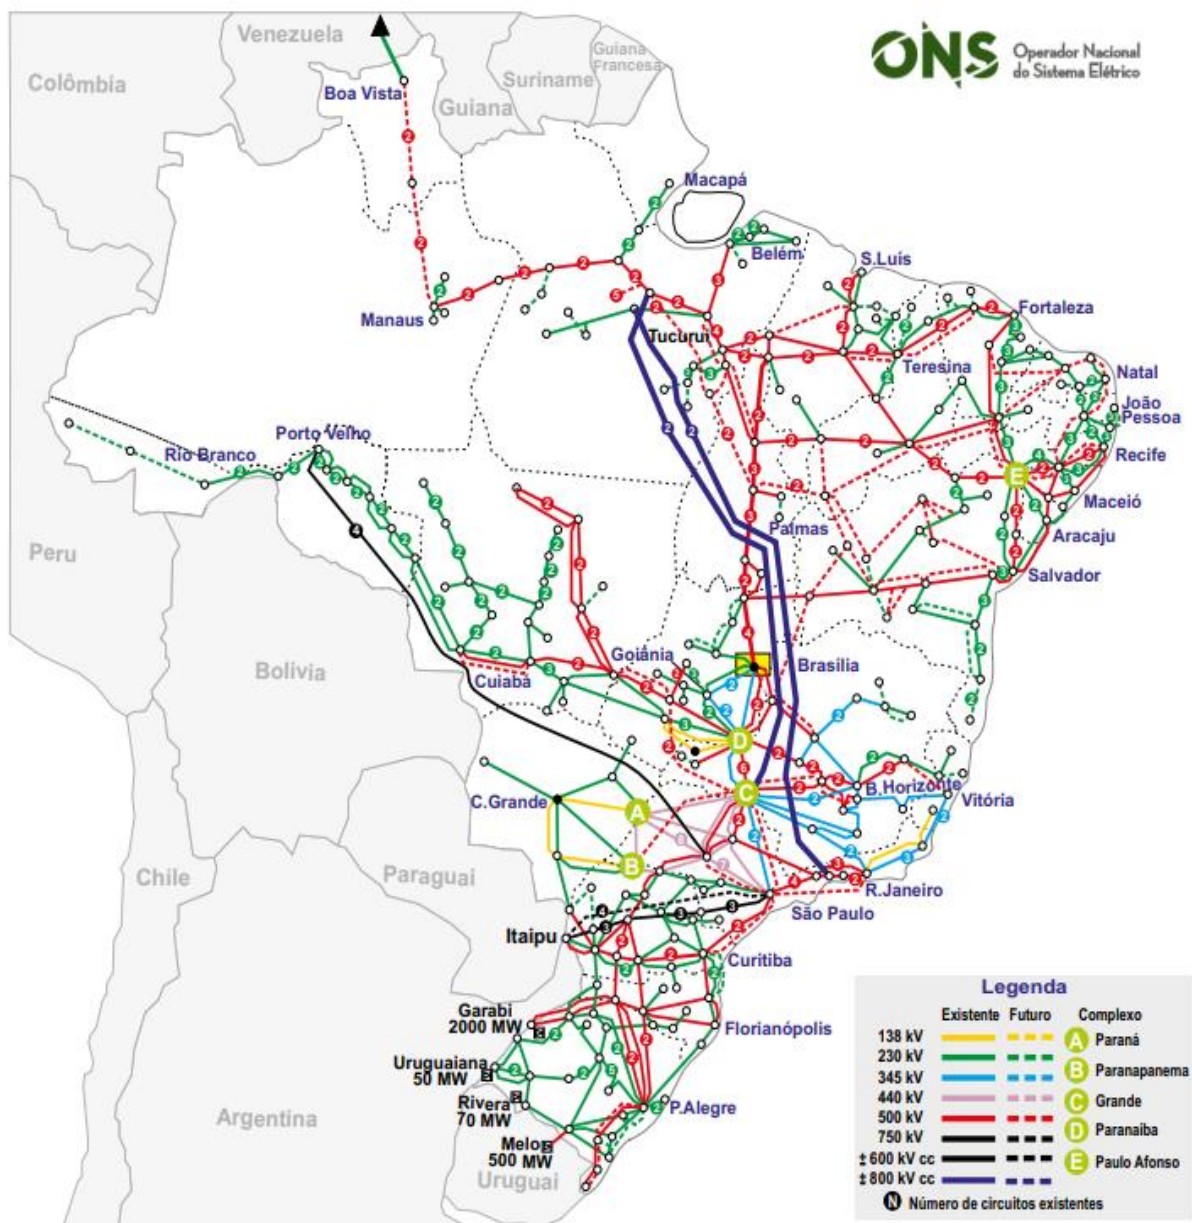 ONS Operador Nacional
do Sistema Elétrico
Venezuela
Guiana
Francesa
Suriname
Colômbia
Boa Vista
Guiana
Macapá
Belém
S.Luís
Manaus
Fortaleza
Tucuruí
Teresina
Natal
João
Pessoa
Porto Velho
Rio Branco
Recife
E
Maceió
Palmas
Aracaju
Peru
Salvador
Goiânia
Brasília
Bolívia
Cuiabá
D
C.Grande
C
B.Horizonte
Vitória
A
B
Chile
Paraguai
R.Janeiro
São Paulo
Itaipu
Curitiba
Garabi
2000 MW
Florianópolis
Uruguaiana
50 MW
Rivera
70 MW
P.Alegre
Argentina
Melo
500 MW
Uruguai
Legenda
Existente Futuro Complexo
138 kV A Paraná
230 kV
345 kV B Paranapanema
440 kV C Grande
500 kV
750 kV D Paranaiba
±600 kV cc E Paulo Afonso
±800 kV cc
N Número de circuitos existentes